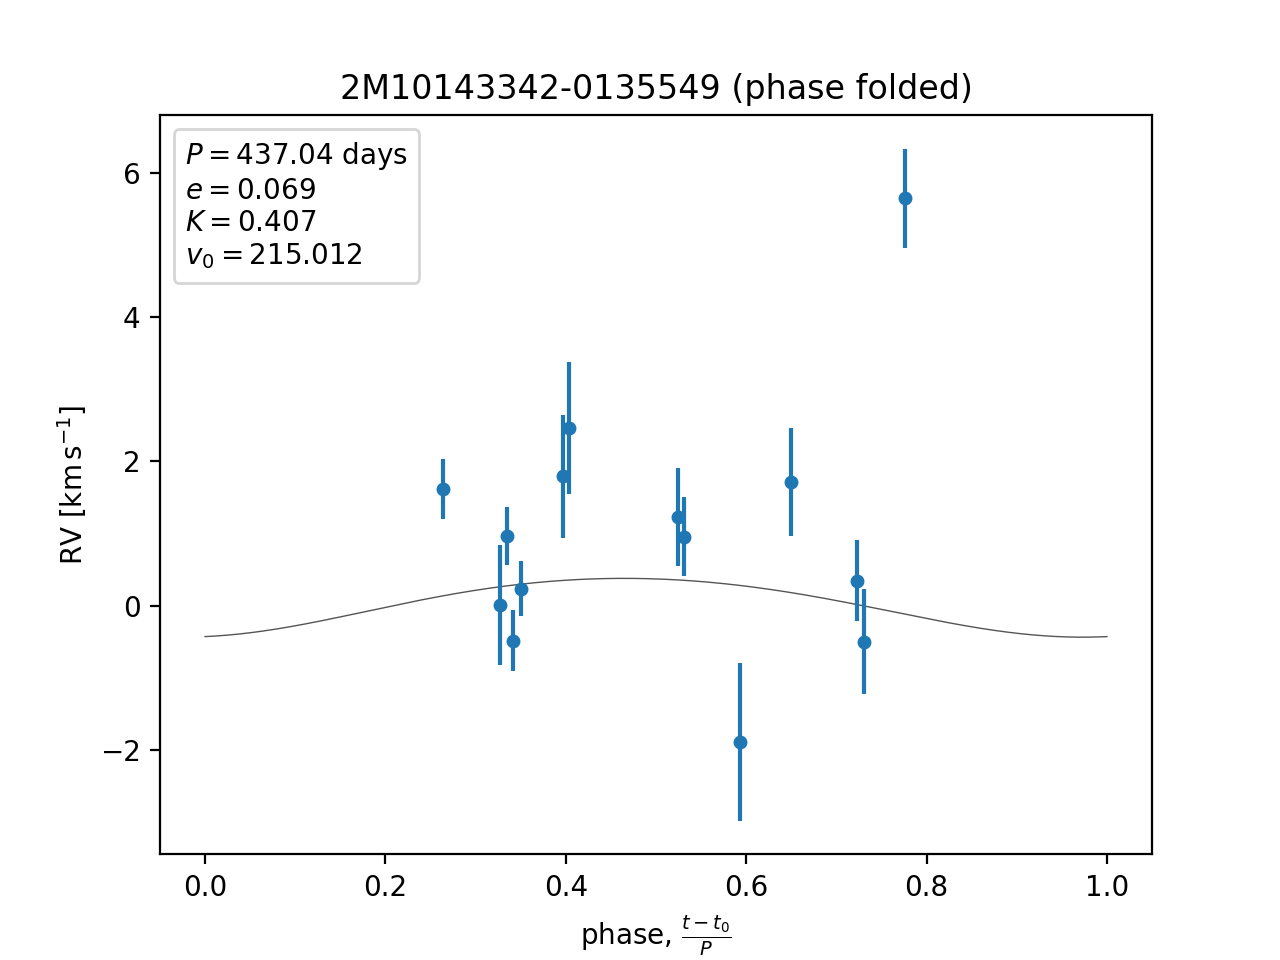 2M10143342-0135549 (phase folded)
P = 437.04 days
e = 0.069
K = 0.407
v₀ = 215.012
6
4
2
0
−2
RV [km s⁻¹]
0.0 0.2 0.4 0.6 0.8 1.0
phase, (t − t₀)/P